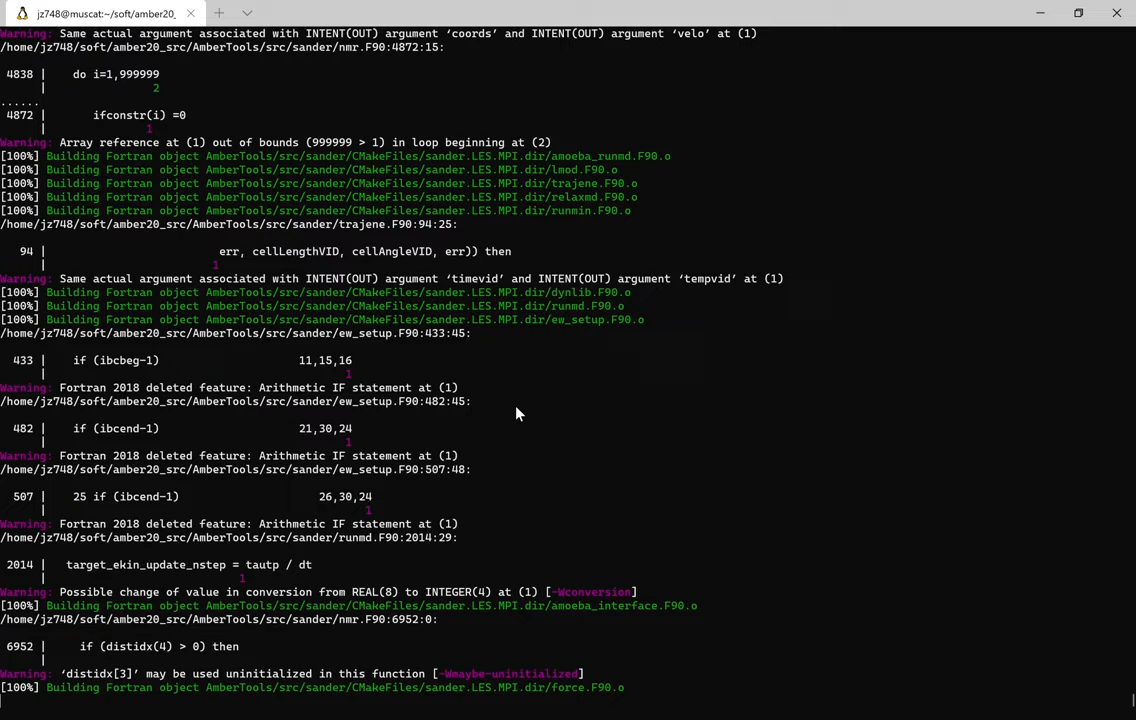 jz748@muscat:~/soft/amber20_
Warning: Same actual argument associated with INTENT(OUT) argument ‘coords’ and INTENT(OUT) argument ‘velo’ at (1)
/home/jz748/soft/amber20_src/AmberTools/src/sander/nmr.F90:4872:15:
4838 | do i=1,999999
| 2
......
4872 | ifconstr(i) =0
| 1
Warning: Array reference at (1) out of bounds (999999 > 1) in loop beginning at (2)
[100%] Building Fortran object AmberTools/src/sander/CMakeFiles/sander.LES.MPI.dir/amoeba_runmd.F90.o
[100%] Building Fortran object AmberTools/src/sander/CMakeFiles/sander.LES.MPI.dir/lmod.F90.o
[100%] Building Fortran object AmberTools/src/sander/CMakeFiles/sander.LES.MPI.dir/trajene.F90.o
[100%] Building Fortran object AmberTools/src/sander/CMakeFiles/sander.LES.MPI.dir/relaxmd.F90.o
[100%] Building Fortran object AmberTools/src/sander/CMakeFiles/sander.LES.MPI.dir/runmin.F90.o
/home/jz748/soft/amber20_src/AmberTools/src/sander/trajene.F90:94:25:
94 | err, cellLengthVID, cellAngleVID, err)) then
| 1
Warning: Same actual argument associated with INTENT(OUT) argument ‘timevid’ and INTENT(OUT) argument ‘tempvid’ at (1)
[100%] Building Fortran object AmberTools/src/sander/CMakeFiles/sander.LES.MPI.dir/dynlib.F90.o
[100%] Building Fortran object AmberTools/src/sander/CMakeFiles/sander.LES.MPI.dir/runmd.F90.o
[100%] Building Fortran object AmberTools/src/sander/CMakeFiles/sander.LES.MPI.dir/ew_setup.F90.o
/home/jz748/soft/amber20_src/AmberTools/src/sander/ew_setup.F90:433:45:
433 | if (ibcbeg-1) 11,15,16
| 1
Warning: Fortran 2018 deleted feature: Arithmetic IF statement at (1)
/home/jz748/soft/amber20_src/AmberTools/src/sander/ew_setup.F90:482:45:
482 | if (ibcend-1) 21,30,24
| 1
Warning: Fortran 2018 deleted feature: Arithmetic IF statement at (1)
/home/jz748/soft/amber20_src/AmberTools/src/sander/ew_setup.F90:507:48:
507 | 25 if (ibcend-1) 26,30,24
| 1
Warning: Fortran 2018 deleted feature: Arithmetic IF statement at (1)
/home/jz748/soft/amber20_src/AmberTools/src/sander/runmd.F90:2014:29:
2014 | target_ekin_update_nstep = tautp / dt
| 1
Warning: Possible change of value in conversion from REAL(8) to INTEGER(4) at (1) [-Wconversion]
[100%] Building Fortran object AmberTools/src/sander/CMakeFiles/sander.LES.MPI.dir/amoeba_interface.F90.o
/home/jz748/soft/amber20_src/AmberTools/src/sander/nmr.F90:6952:0:
6952 | if (distidx(4) > 0) then
|
Warning: ‘distidx[3]’ may be used uninitialized in this function [-Wmaybe-uninitialized]
[100%] Building Fortran object AmberTools/src/sander/CMakeFiles/sander.LES.MPI.dir/force.F90.o